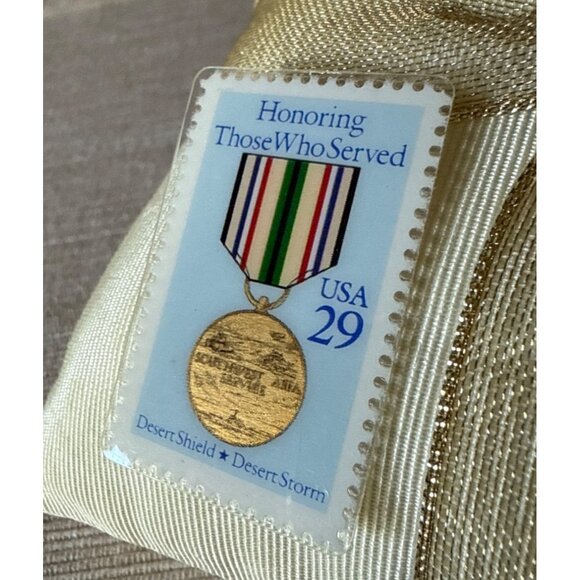 Honoring
Those Who Served
USA
29
SOUTHWEST ASIA
SERVICE
Desert Shield ★ Desert Storm